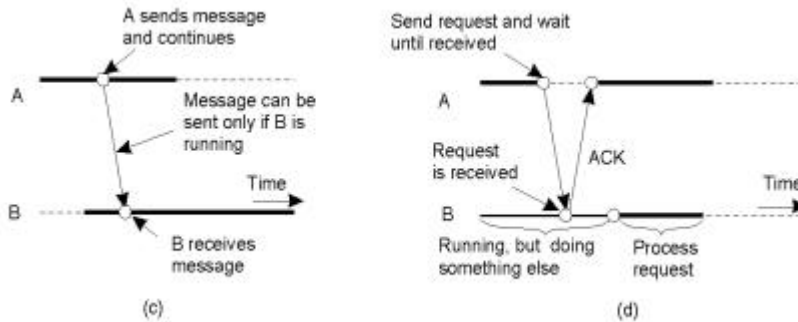 A sends message
and continues
A
Message can be
sent only if B is
running
Time
B
B receives
message
(c)
Send request and wait
until received
A
Request
is received
ACK
Time
B
Running, but doing
something else
Process
request
(d)